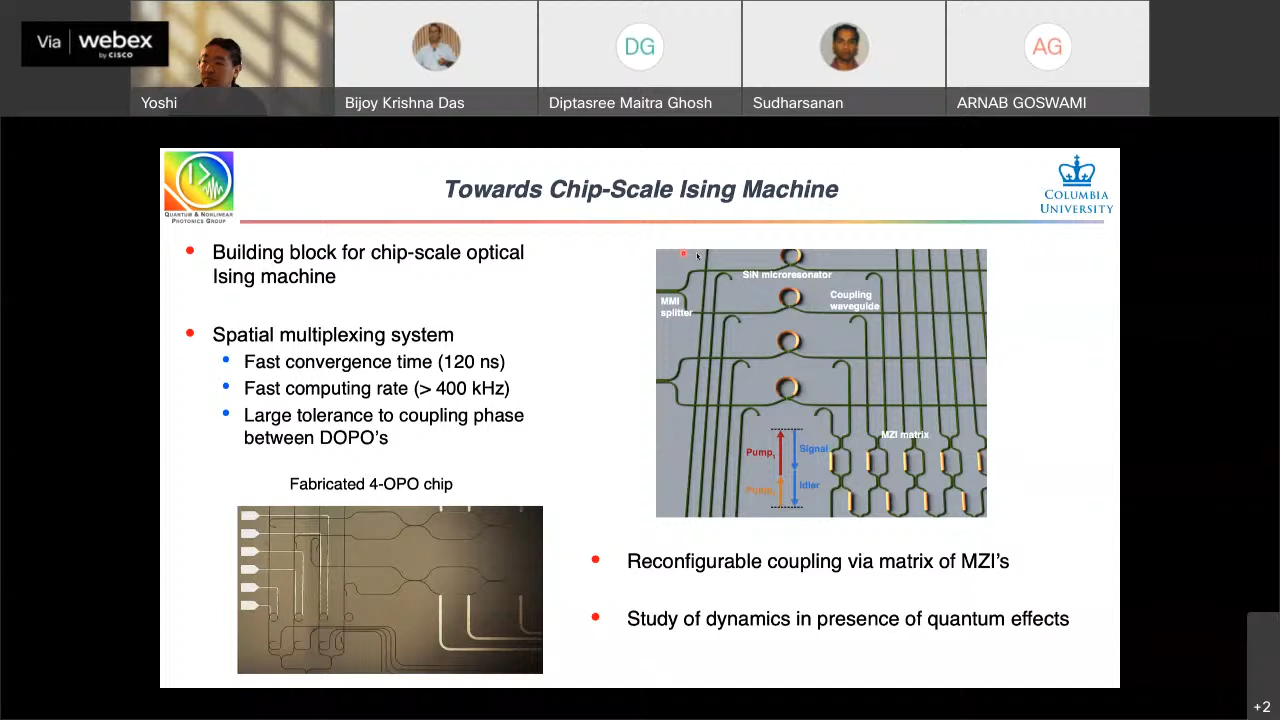 Via webex
by CISCO
Yoshi
Bijoy Krishna Das
DG
Diptasree Maitra Ghosh
Sudharsanan
AG
ARNAB GOSWAMI
QUANTUM & NONLINEAR
PHOTONICS GROUP
Towards Chip-Scale Ising Machine
COLUMBIA
UNIVERSITY
Building block for chip-scale optical
Ising machine
Spatial multiplexing system
Fast convergence time (120 ns)
Fast computing rate (> 400 kHz)
Large tolerance to coupling phase
between DOPO's
Fabricated 4-OPO chip
SiN microresonator
MMI
splitter
Coupling
waveguide
MZI matrix
Pump1
Signal
Pump
Idler
Reconfigurable coupling via matrix of MZI's
Study of dynamics in presence of quantum effects
+2